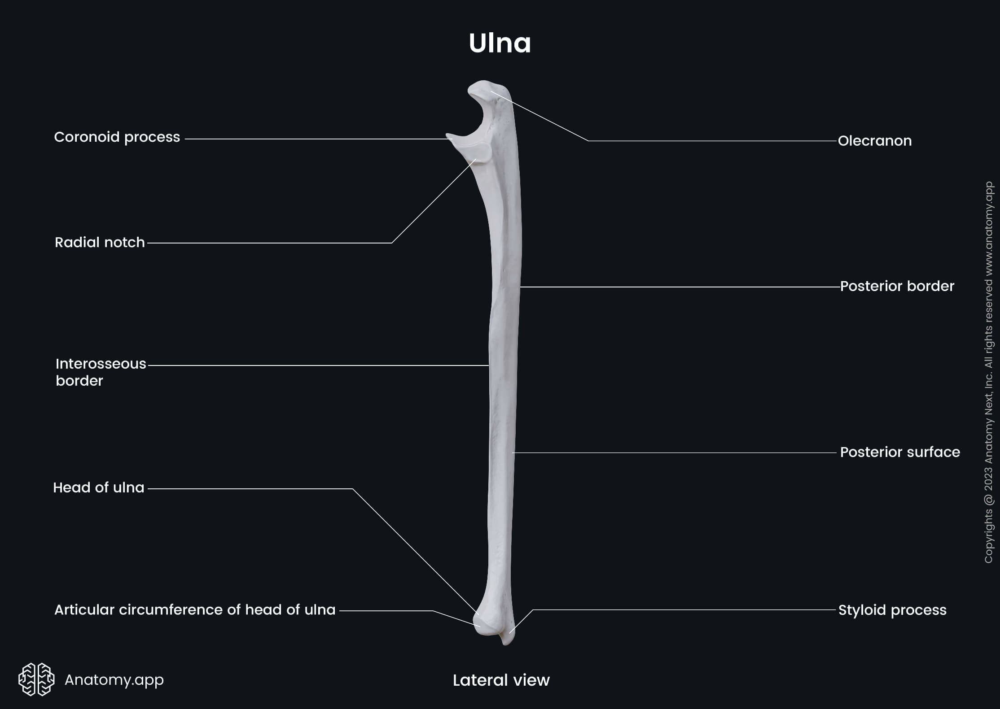 Ulna
Coronoid process
Olecranon
Radial notch
Posterior border
Interosseous
border
Posterior surface
Head of ulna
Articular circumference of head of ulna
Styloid process
Anatomy.app
Lateral view
Copyrights @ 2023 Anatomy Next, Inc. All rights reserved www.anatomy.app